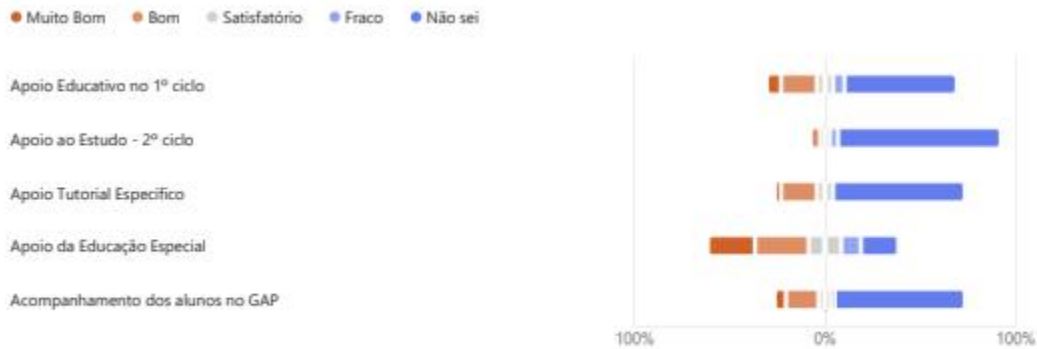 Muito Bom Bom Satisfatório Fraco Não sei
Apoio Educativo no 1º ciclo
Apoio ao Estudo - 2º ciclo
Apoio Tutorial Específico
Apoio da Educação Especial
Acompanhamento dos alunos no GAP
100% 0% 100%